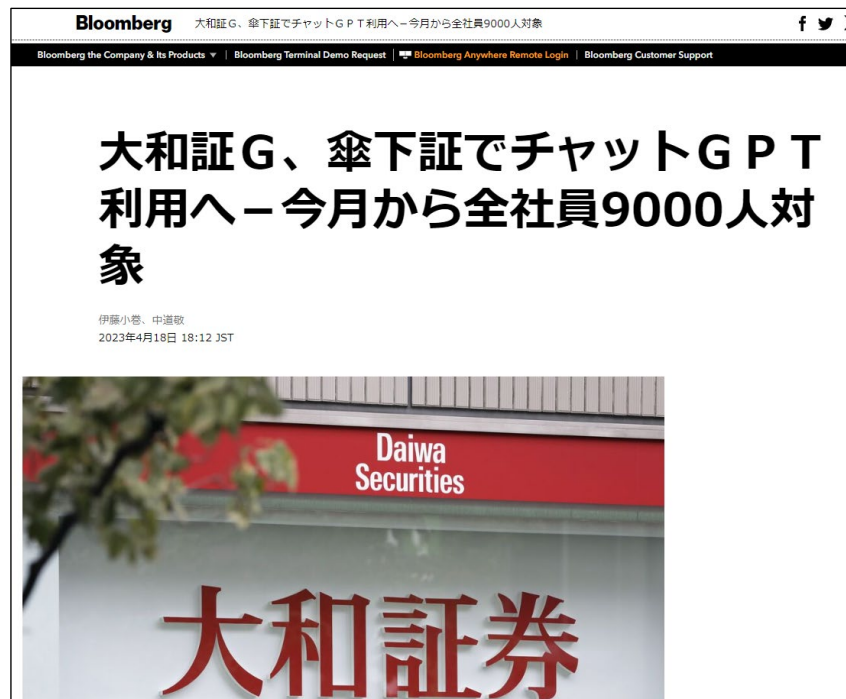 Bloomberg 大和証G、傘下証でチャットＧＰＴ利用へ－今月から全社員9000人対象
Bloomberg the Company & Its Products ▼ | Bloomberg Terminal Demo Request | Bloomberg Anywhere Remote Login | Bloomberg Customer Support
大和証Ｇ、傘下証でチャットＧＰＴ
利用へ－今月から全社員9000人対
象
伊藤小巻、中道敬
2023年4月18日 18:12 JST
Daiwa
Securities
大和証券